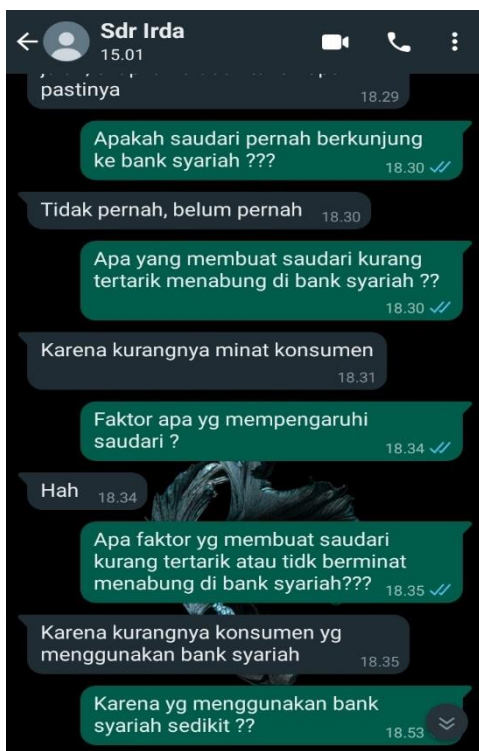 Sdr Irda
15.01
pastinya
18.29
Apakah saudari pernah berkunjung
ke bank syariah ???
18.30
Tidak pernah, belum pernah 18.30
Apa yang membuat saudari kurang
tertarik menabung di bank syariah ??
18.30
Karena kurangnya minat konsumen
18.31
Faktor apa yg mempengaruhi
saudari ?
18.34
Hah 18.34
Apa faktor yg membuat saudari
kurang tertarik atau tidk berminat
menabung di bank syariah???
18.35
Karena kurangnya konsumen yg
menggunakan bank syariah
18.35
Karena yg menggunakan bank
syariah sedikit ??
18.53